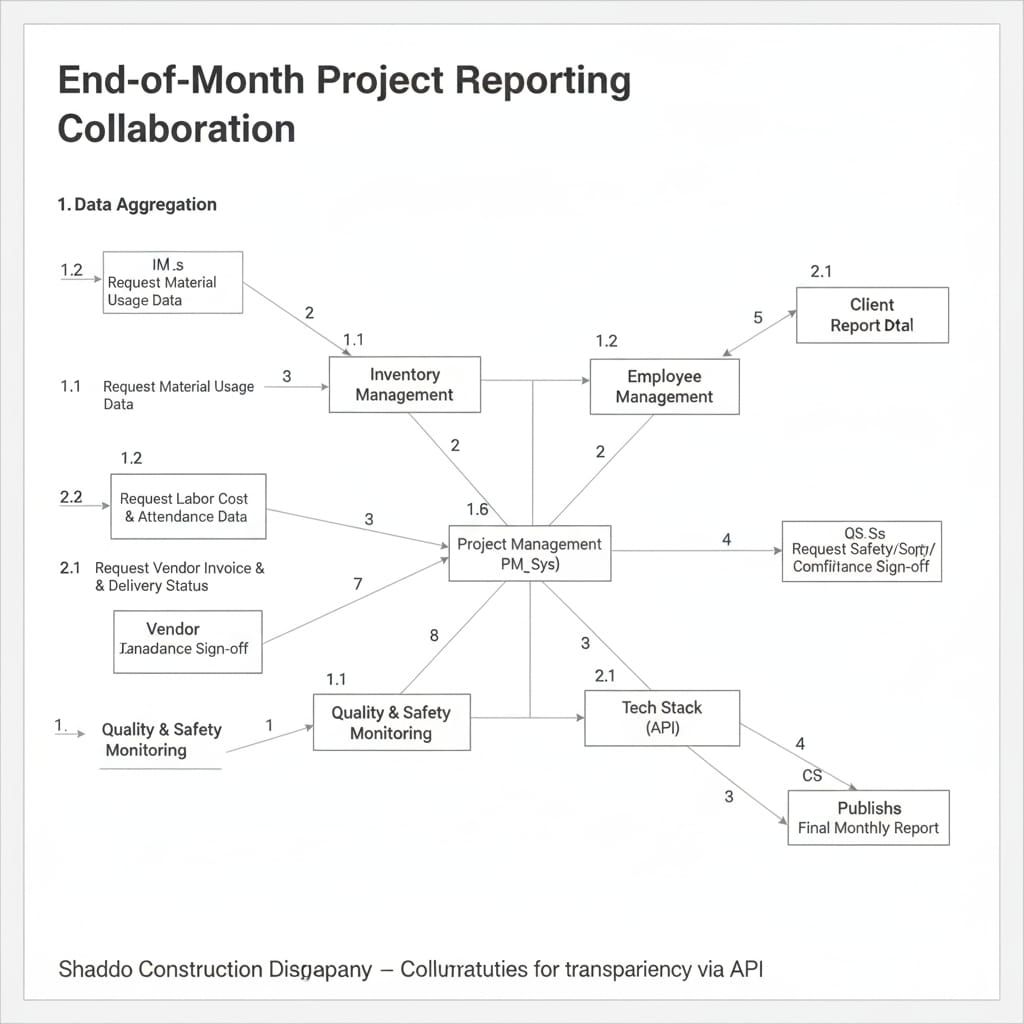 End-of-Month Project Reporting
Collaboration
1. Data Aggregation
1.2
IM.s
Request Material
Usage Data
2
1.1
1.1
Request Material Usage
Data
3
Inventory
Management
1.2
Employee
Management
2.1
Client
Report Dtal
5
2
2
1.2
2.2
Request Labor Cost
& Attendance Data
3
1.6
Project Management
PM_Sys)
4
QS.Ss
Request Safety/
Sign-off
2.1
Request Vendor Invoice &
& Delivery Status
7
Vendor
Sign-off
8
3
1.
Quality & Safety
Monitoring
1
1.1
Quality & Safety
Monitoring
2.1
Tech Stack
(API)
4
CS
3
Publishs
Final Monthly Report
Shaddo Construction – for transpariency via API